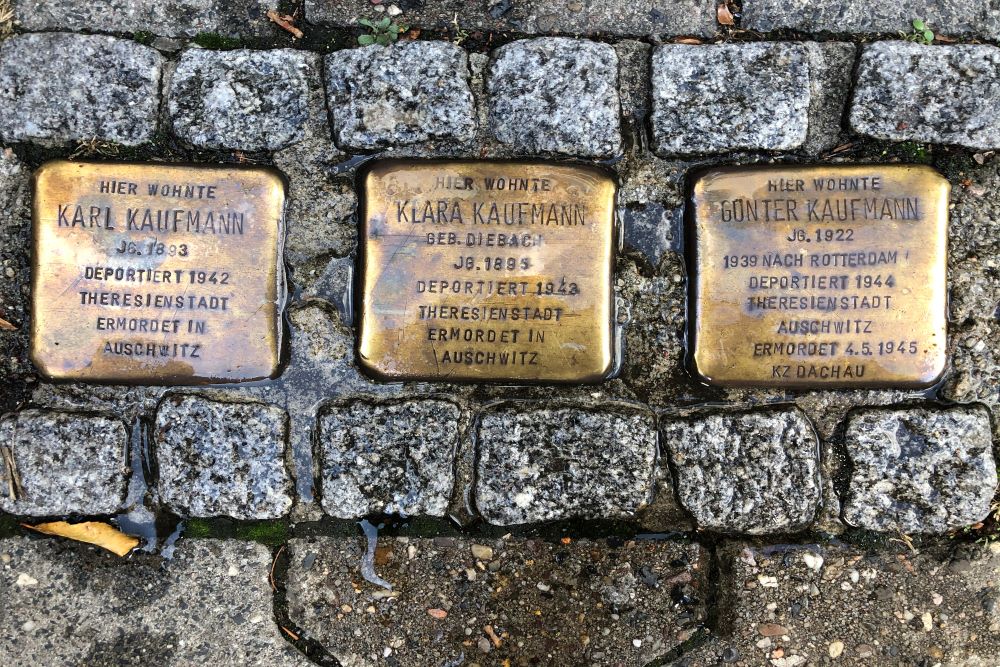 HIER WOHNTE
KARL KAUFMANN
JG. 1893
DEPORTIERT 1942
THERESIENSTADT
ERMORDET IN
AUSCHWITZ
HIER WOHNTE
KLARA KAUFMANN
GEB. DIEBACH
JG. 1895
DEPORTIERT 1943
THERESIENSTADT
ERMORDET IN
AUSCHWITZ
HIER WOHNTE
GÜNTER KAUFMANN
JG. 1922
1939 NACH ROTTERDAM
DEPORTIERT 1944
THERESIENSTADT
AUSCHWITZ
ERMORDET 4.5.1945
KZ DACHAU